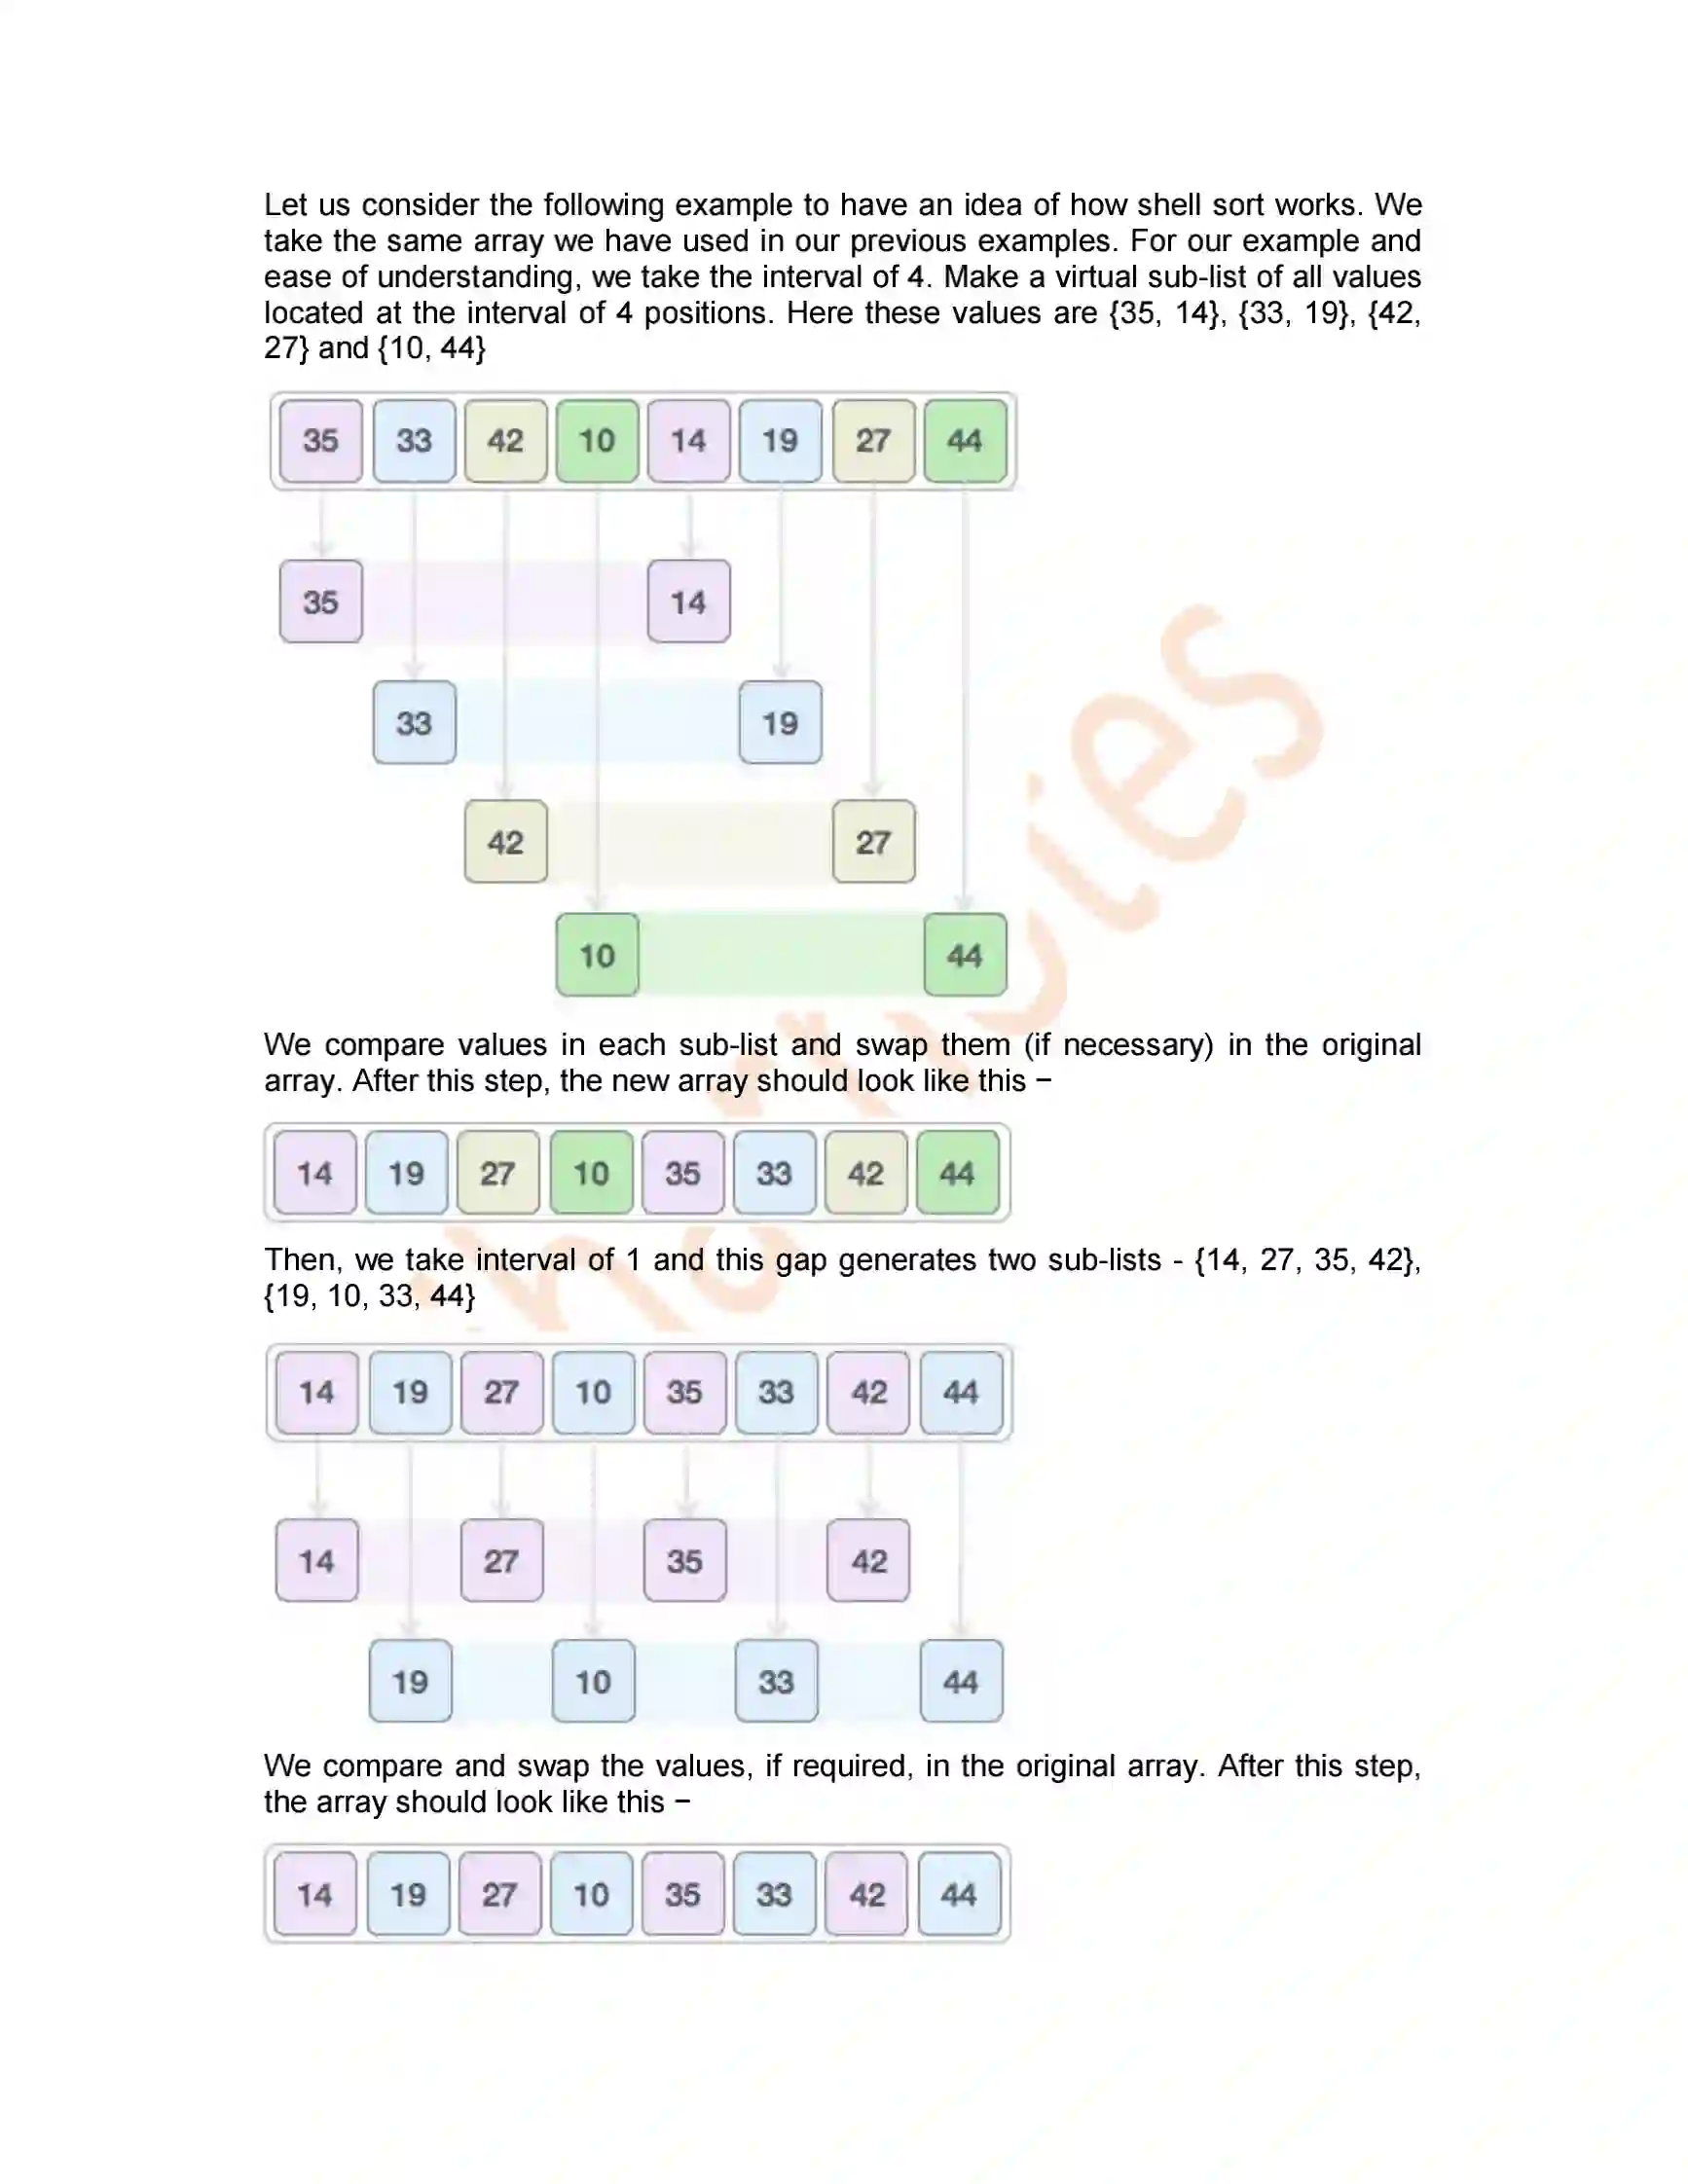 Let us consider the following example to have an idea of how shell sort works. We
take the same array we have used in our previous examples. For our example and
ease of understanding, we take the interval of 4. Make a virtual sub-list of all values
located at the interval of 4 positions. Here these values are {35, 14}, {33, 19}, {42,
27} and {10, 44}
35 33 42 10 14 19 27 44
35 14
33 19
42 27
10 44
We compare values in each sub-list and swap them (if necessary) in the original
array. After this step, the new array should look like this −
14 19 27 10 35 33 42 44
Then, we take interval of 1 and this gap generates two sub-lists - {14, 27, 35, 42},
{19, 10, 33, 44}
14 19 27 10 35 33 42 44
14 27 35 42
19 10 33 44
We compare and swap the values, if required, in the original array. After this step,
the array should look like this −
14 19 27 10 35 33 42 44